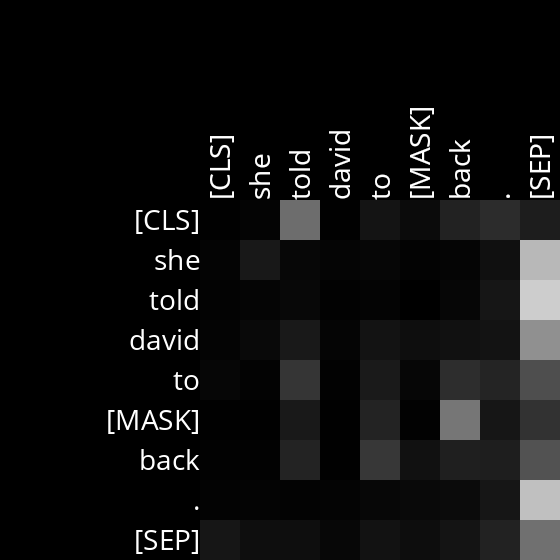 [CLS] she told david to [MASK] back . [SEP]
[CLS]
she
told
david
to
[MASK]
back
.
[SEP]